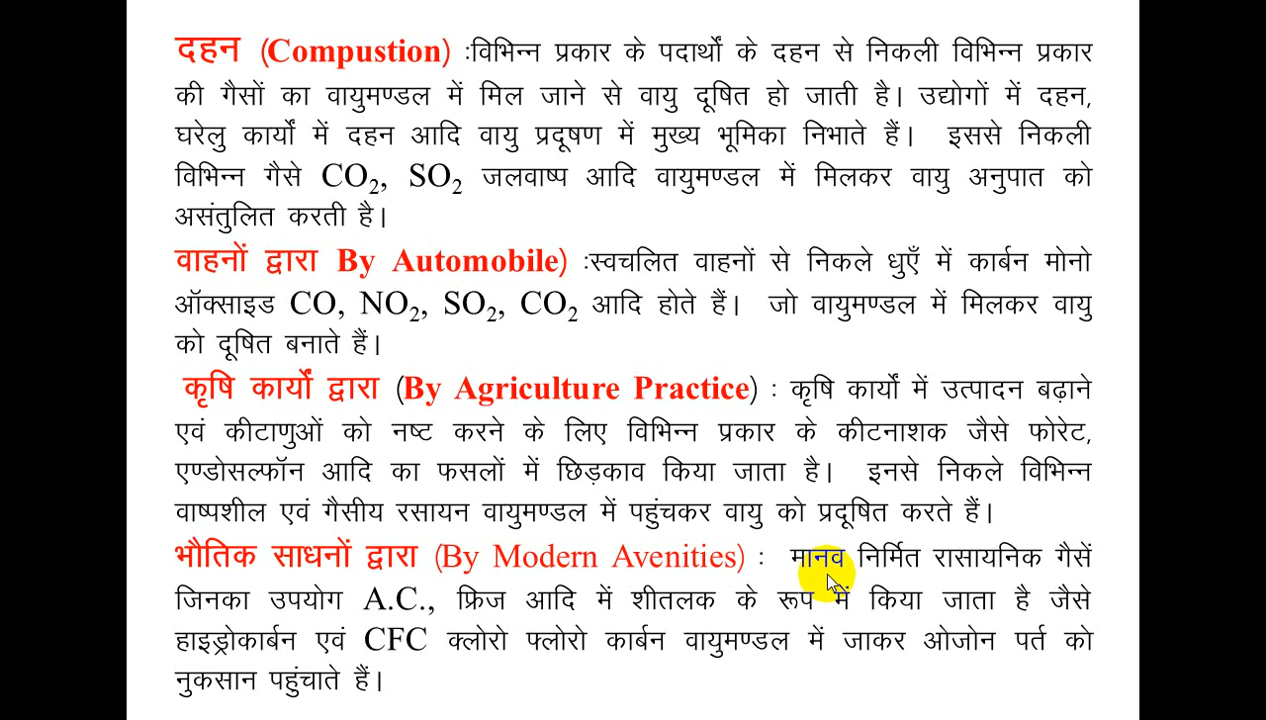 दहन (Compustion) :विभिन्न प्रकार के पदार्थों के दहन से निकली विभिन्न प्रकार
की गैसों का वायुमण्डल में मिल जाने से वायु दूषित हो जाती है। उद्योगों में दहन,
घरेलु कार्यों में दहन आदि वायु प्रदूषण में मुख्य भूमिका निभाते हैं। इससे निकली
विभिन्न गैसे CO₂, SO₂ जलवाष्प आदि वायुमण्डल में मिलकर वायु अनुपात को
असंतुलित करती है।
वाहनों द्वारा By Automobile) :स्वचलित वाहनों से निकले धुएँ में कार्बन मोनो
ऑक्साइड CO, NO₂, SO₂, CO₂ आदि होते हैं। जो वायुमण्डल में मिलकर वायु
को दूषित बनाते हैं।
कृषि कार्यों द्वारा (By Agriculture Practice) : कृषि कार्यों में उत्पादन बढ़ाने
एवं कीटाणुओं को नष्ट करने के लिए विभिन्न प्रकार के कीटनाशक जैसे फोरेट,
एण्डोसल्फॉन आदि का फसलों में छिड़काव किया जाता है। इनसे निकले विभिन्न
वाष्पशील एवं गैसीय रसायन वायुमण्डल में पहुंचकर वायु को प्रदूषित करते हैं।
भौतिक साधनों द्वारा (By Modern Avenities) : मानव निर्मित रासायनिक गैसें
जिनका उपयोग A.C., फ्रिज आदि में शीतलक के रूप में किया जाता है जैसे
हाइड्रोकार्बन एवं CFC क्लोरो फ्लोरो कार्बन वायुमण्डल में जाकर ओजोन पर्त को
नुकसान पहुंचाते हैं।